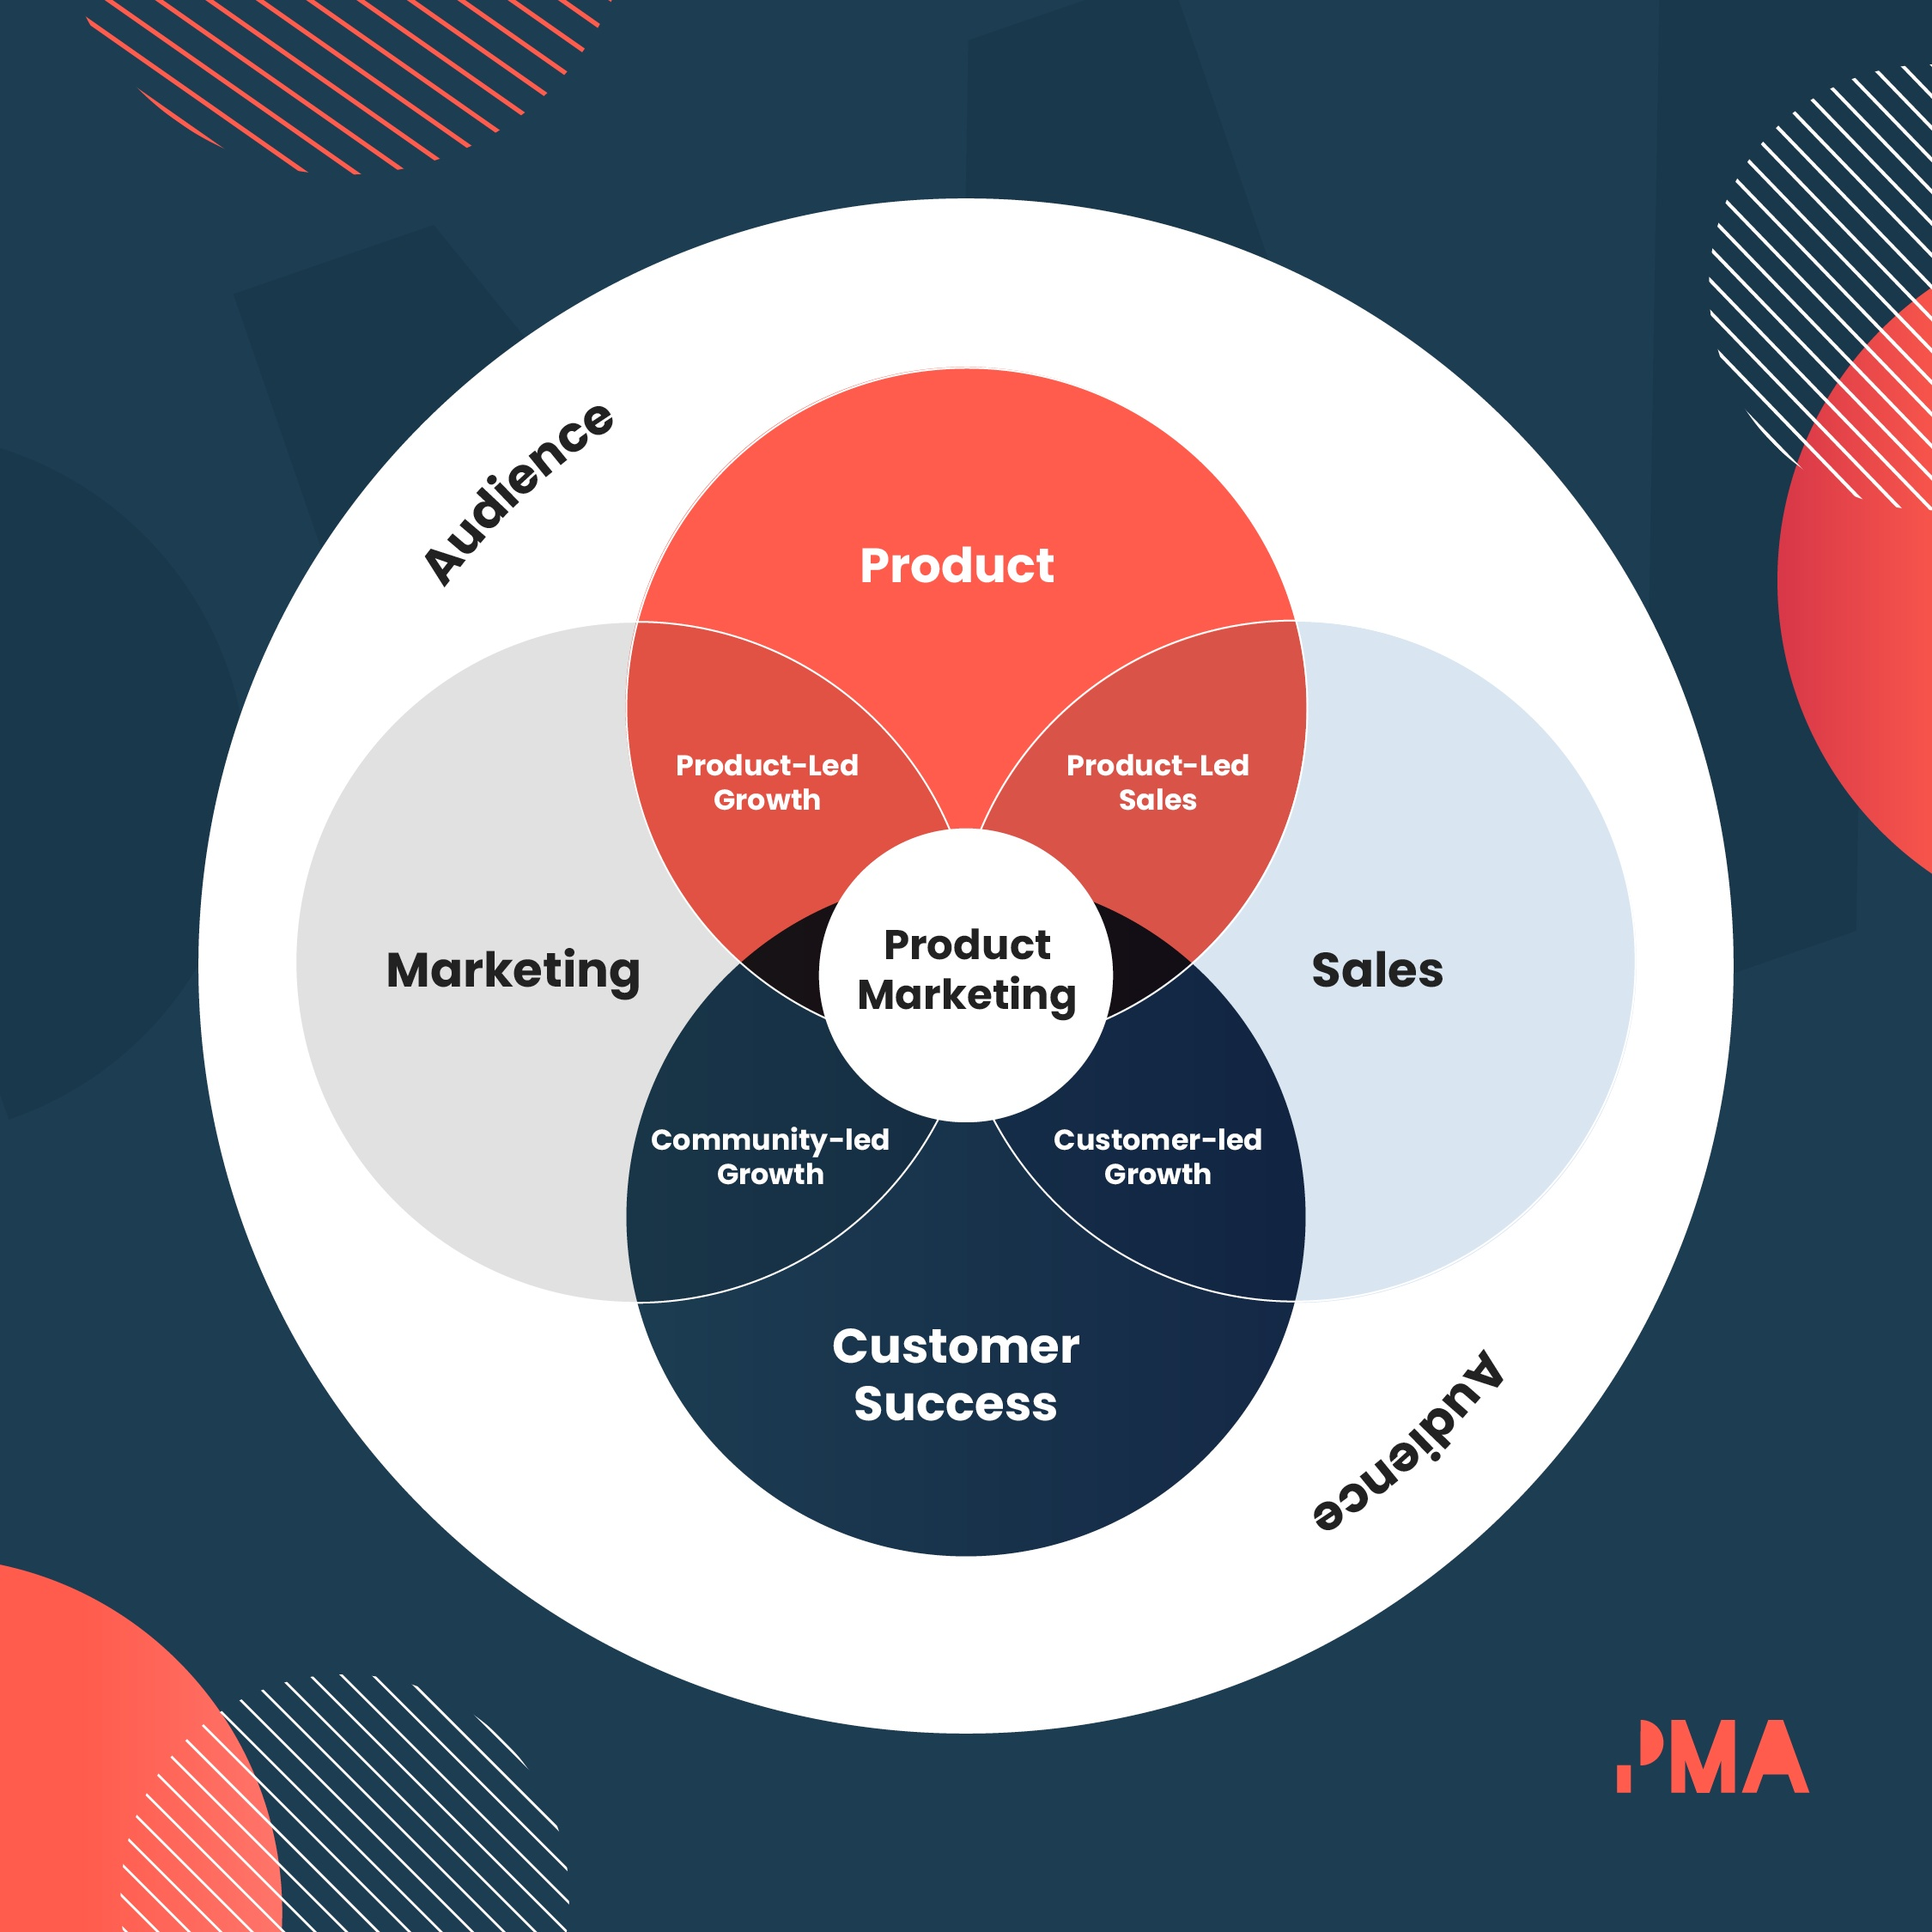 Audience
Product
Product-Led
Growth
Product-Led
Sales
Marketing
Product
Marketing
Sales
Community-led
Growth
Customer-led
Growth
Customer
Success
Audience
PMA